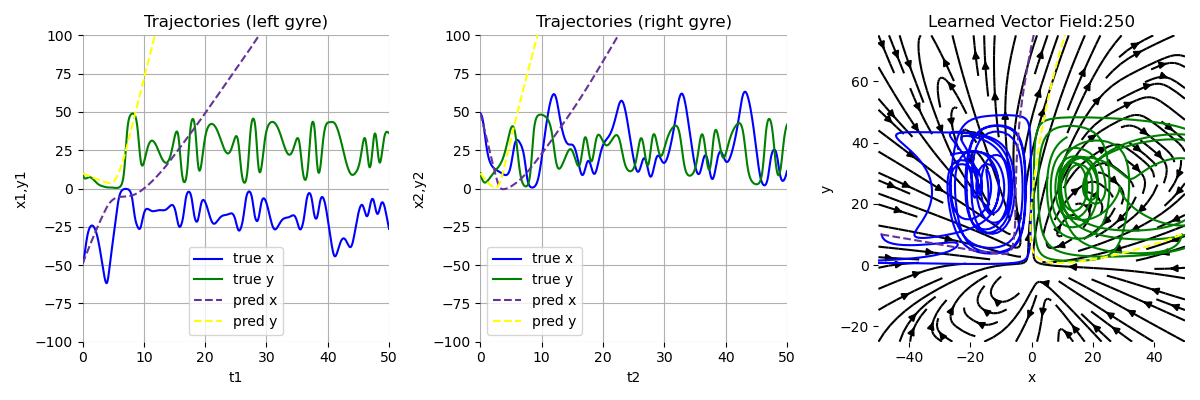 Trajectories (left gyre)
100
75
50
25
0
−25
−50
−75
−100
x1,y1
0
10
20
30
40
50
t1
true x
true y
pred x
pred y
Trajectories (right gyre)
100
75
50
25
0
−25
−50
−75
−100
x2,y2
0
10
20
30
40
50
t2
true x
true y
pred x
pred y
Learned Vector Field:250
60
40
20
0
−20
y
−40
−20
0
20
40
x